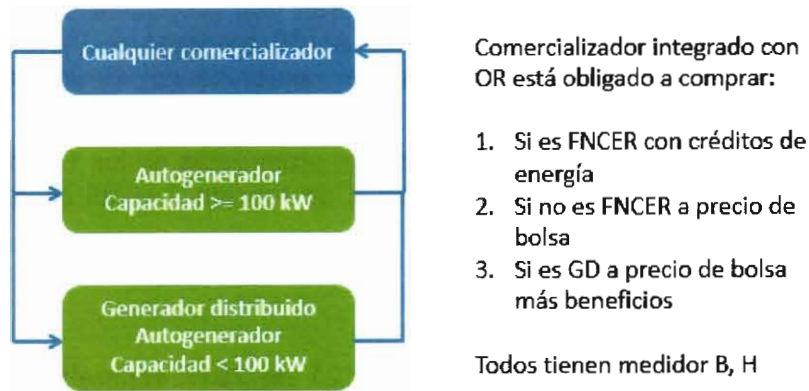 Cualquier comercializador
Autogenerador
Capacidad >= 100 kW
Generador distribuido
Autogenerador
Capacidad < 100 kW
Comercializador integrado con
OR está obligado a comprar:
1. Si es FNCER con créditos de
energía
2. Si no es FNCER a precio de
bolsa
3. Si es GD a precio de bolsa
más beneficios
Todos tienen medidor B, H